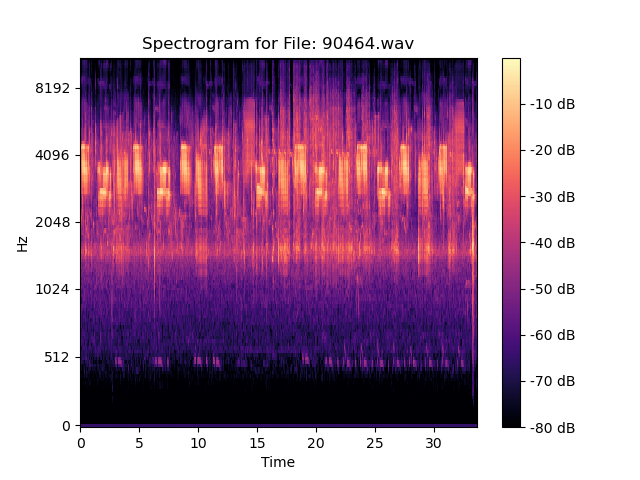 Spectrogram for File: 90464.wav
8192
4096
2048
1024
512
0
Hz
0 5 10 15 20 25 30
Time
-10 dB
-20 dB
-30 dB
-40 dB
-50 dB
-60 dB
-70 dB
-80 dB